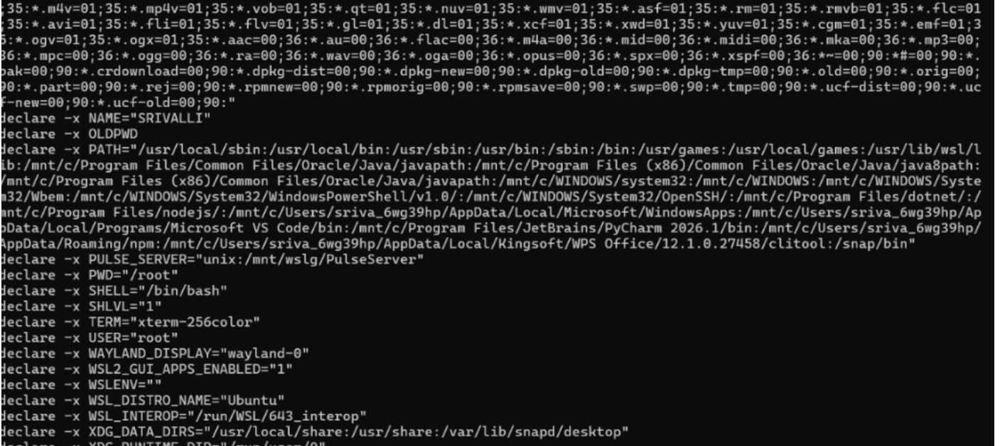 ;35:*.m4v=01;35:*.mp4v=01;35:*.vob=01;35:*.qt=01;35:*.nuv=01;35:*.wmv=01;35:*.asf=01;35:*.rm=01;35:*.rmvb=01;35:*.flc=01
;35:*.avi=01;35:*.fli=01;35:*.flv=01;35:*.gl=01;35:*.dl=01;35:*.xcf=01;35:*.xwd=01;35:*.yuv=01;35:*.cgm=01;35:*.emf=01;3
5:*.ogv=01;35:*.ogx=01;35:*.aac=00;36:*.au=00;36:*.flac=00;36:*.m4a=00;36:*.mid=00;36:*.midi=00;36:*.mka=00;36:*.mp3=00;
36:*.mpc=00;36:*.ogg=00;36:*.ra=00;36:*.wav=00;36:*.oga=00;36:*.opus=00;36:*.spx=00;36:*.xspf=00;36:*~=00;90:*#=00;90:*.
bak=00;90:*.crdownload=00;90:*.dpkg-dist=00;90:*.dpkg-new=00;90:*.dpkg-old=00;90:*.dpkg-tmp=00;90:*.old=00;90:*.orig=00;
90:*.part=00;90:*.rej=00;90:*.rpmnew=00;90:*.rpmorig=00;90:*.rpmsave=00;90:*.swp=00;90:*.tmp=00;90:*.ucf-dist=00;90:*.uc
f-new=00;90:*.ucf-old=00;90:"
declare -x NAME="SRIVALLI"
declare -x OLDPWD
declare -x PATH="/usr/local/sbin:/usr/local/bin:/usr/sbin:/usr/bin:/sbin:/bin:/usr/games:/usr/local/games:/usr/lib/wsl/l
ib:/mnt/c/Program Files/Common Files/Oracle/Java/javapath:/mnt/c/Program Files (x86)/Common Files/Oracle/Java/java8path:
/mnt/c/Program Files (x86)/Common Files/Oracle/Java/javapath:/mnt/c/WINDOWS/system32:/mnt/c/WINDOWS:/mnt/c/WINDOWS/Syste
m32/Wbem:/mnt/c/WINDOWS/System32/WindowsPowerShell/v1.0/:/mnt/c/WINDOWS/System32/OpenSSH/:/mnt/c/Program Files/dotnet/:/
mnt/c/Program Files/nodejs/:/mnt/c/Users/sriva_6wg39hp/AppData/Local/Microsoft/WindowsApps:/mnt/c/Users/sriva_6wg39hp/Ap
pData/Local/Programs/Microsoft VS Code/bin:/mnt/c/Program Files/JetBrains/PyCharm 2026.1/bin:/mnt/c/Users/sriva_6wg39hp/
AppData/Roaming/npm:/mnt/c/Users/sriva_6wg39hp/AppData/Local/Kingsoft/WPS Office/12.1.0.27458/clitool:/snap/bin"
declare -x PULSE_SERVER="unix:/mnt/wslg/PulseServer"
declare -x PWD="/root"
declare -x SHELL="/bin/bash"
declare -x SHLVL="1"
declare -x TERM="xterm-256color"
declare -x USER="root"
declare -x WAYLAND_DISPLAY="wayland-0"
declare -x WSL2_GUI_APPS_ENABLED="1"
declare -x WSLENV=""
declare -x WSL_DISTRO_NAME="Ubuntu"
declare -x WSL_INTEROP="/run/WSL/643_interop"
declare -x XDG_DATA_DIRS="/usr/local/share:/usr/share:/var/lib/snapd/desktop"
declare -x XDG_RUNTIME_DIR="/run/user/0"